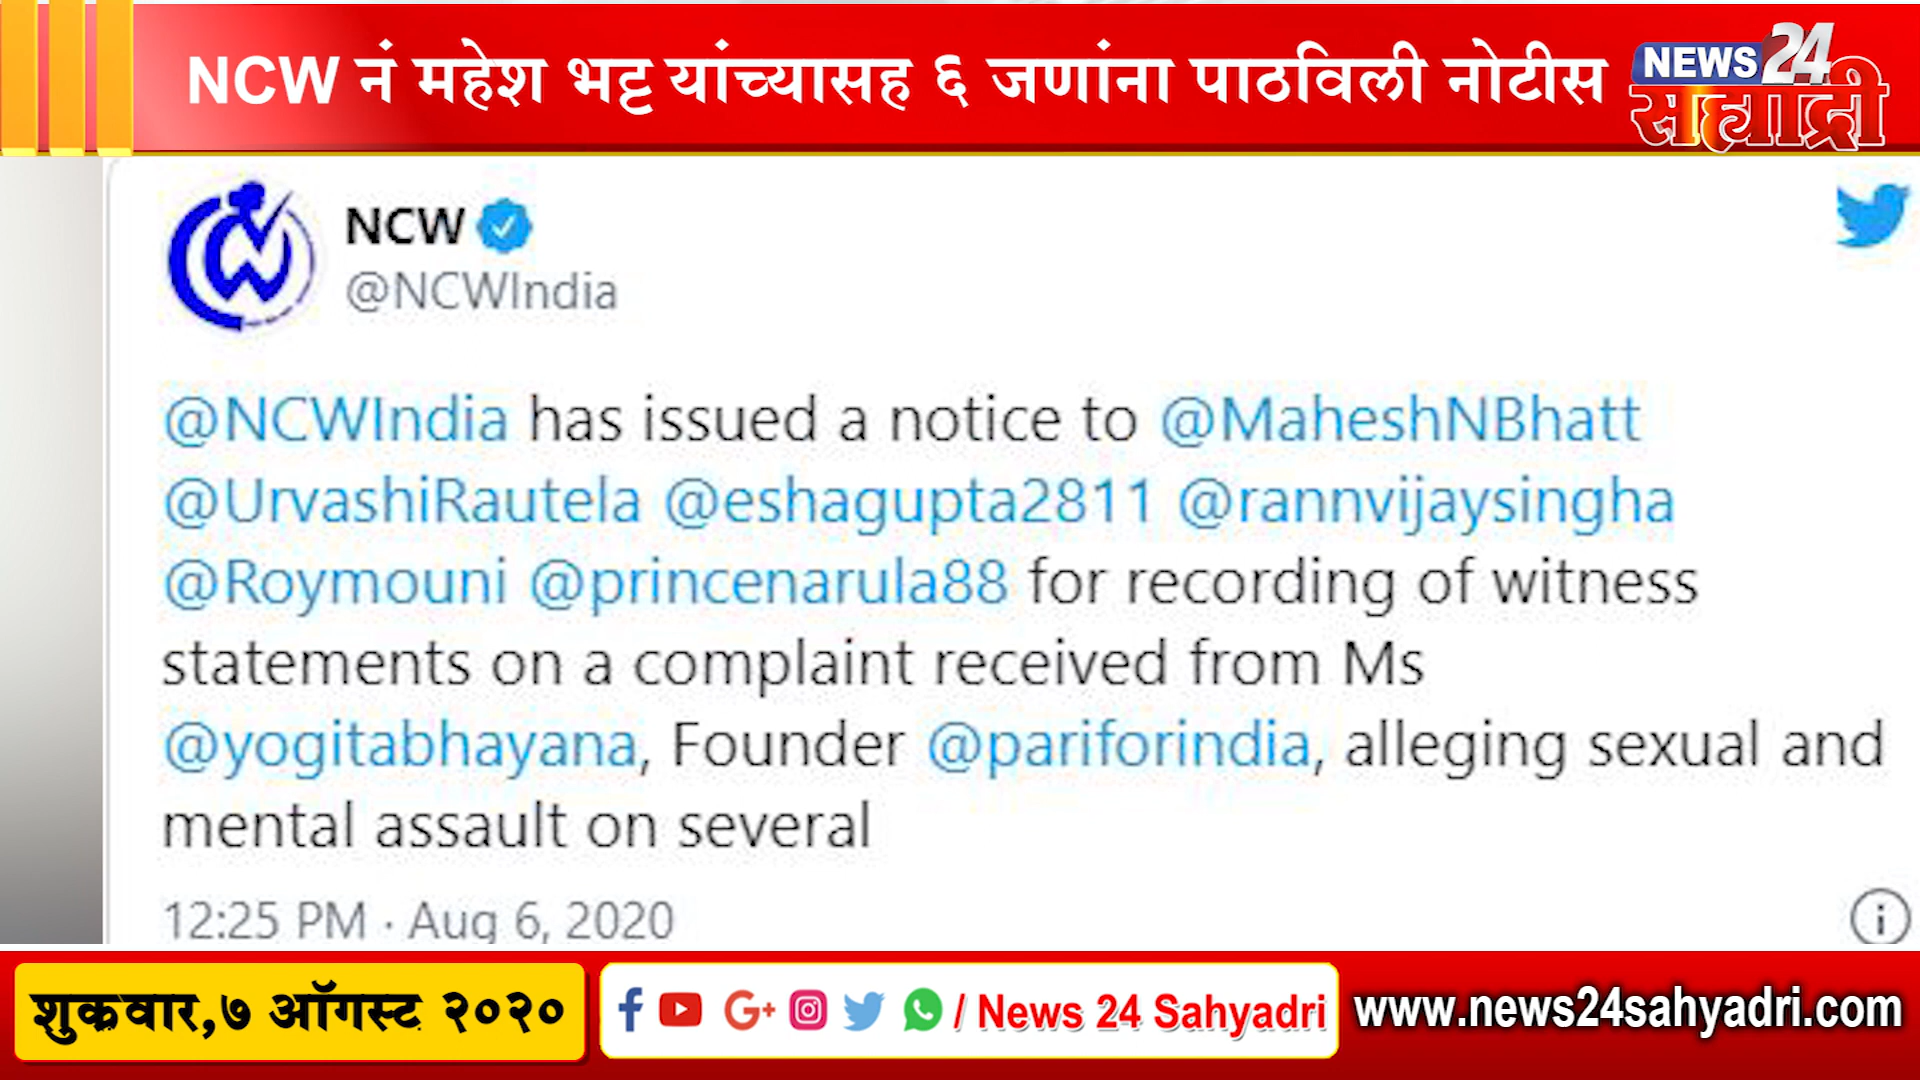 NCW नं महेश भट्ट यांच्यासह ६ जणांना पाठविली नोटीस
NEWS 24
सह्याद्री
NCW
@NCWIndia
@NCWIndia has issued a notice to @MaheshNBhatt
@UrvashiRautela @eshagupta2811 @rannvijaysingha
@Roymouni @princenarula88 for recording of witness
statements on a complaint received from Ms
@yogitabhayana, Founder @pariforindia, alleging sexual and
mental assault on several
12:25 PM · Aug 6, 2020
शुक्रवार,७ ऑगस्ट २०२०
/ News 24 Sahyadri
www.news24sahyadri.com